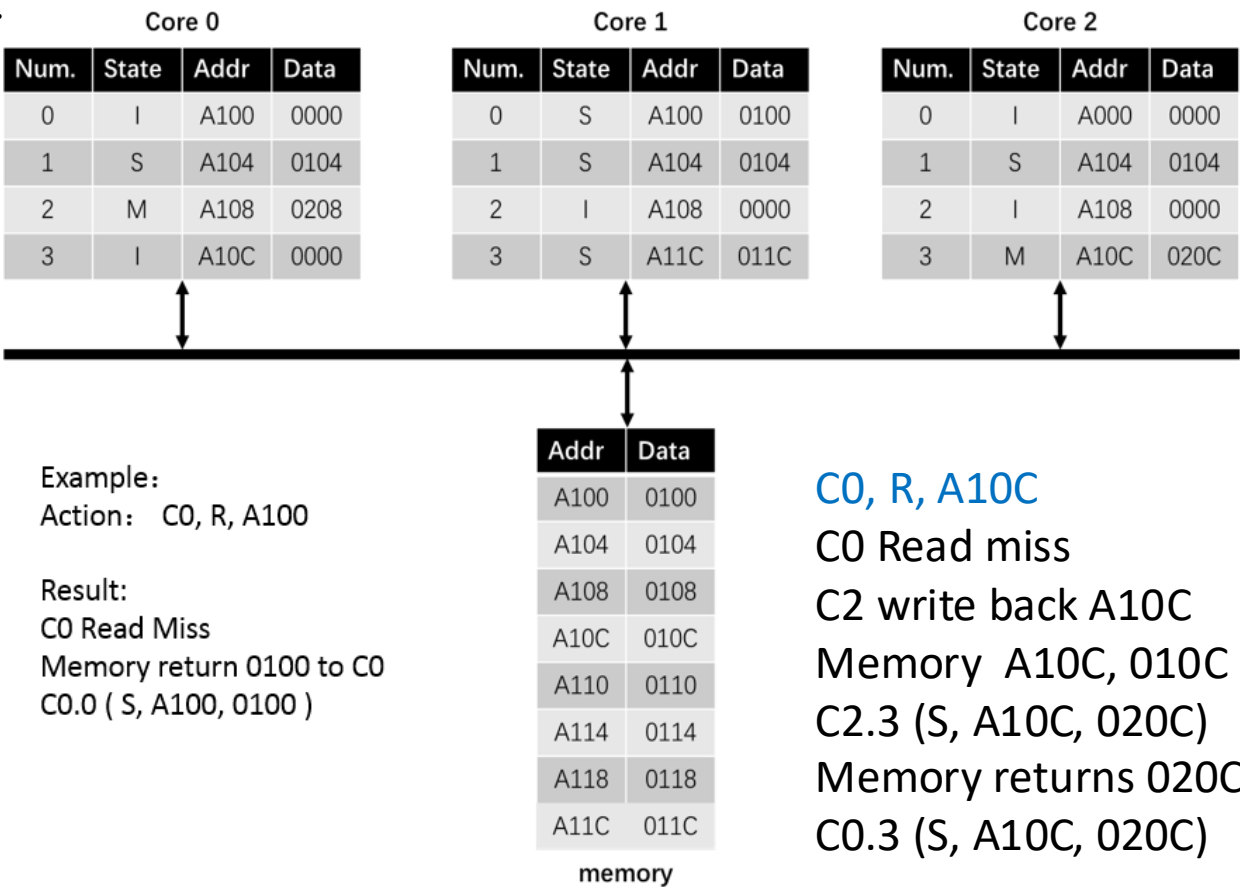 Core 0 Core 1 Core 2
Num. State Addr Data Num. State Addr Data Num. State Addr Data
0 I A100 0000 0 S A100 0100 0 I A000 0000
1 S A104 0104 1 S A104 0104 1 S A104 0104
2 M A108 0208 2 I A108 0000 2 I A108 0000
3 I A10C 0000 3 S A11C 011C 3 M A10C 020C
Example：
Action： C0, R, A100
Result:
C0 Read Miss
Memory return 0100 to C0
C0.0 ( S, A100, 0100 )
Addr Data
A100 0100
A104 0104
A108 0108
A10C 010C
A110 0110
A114 0114
A118 0118
A11C 011C
memory
C0, R, A10C
C0 Read miss
C2 write back A10C
Memory A10C, 010C
C2.3 (S, A10C, 020C)
Memory returns 020C
C0.3 (S, A10C, 020C)